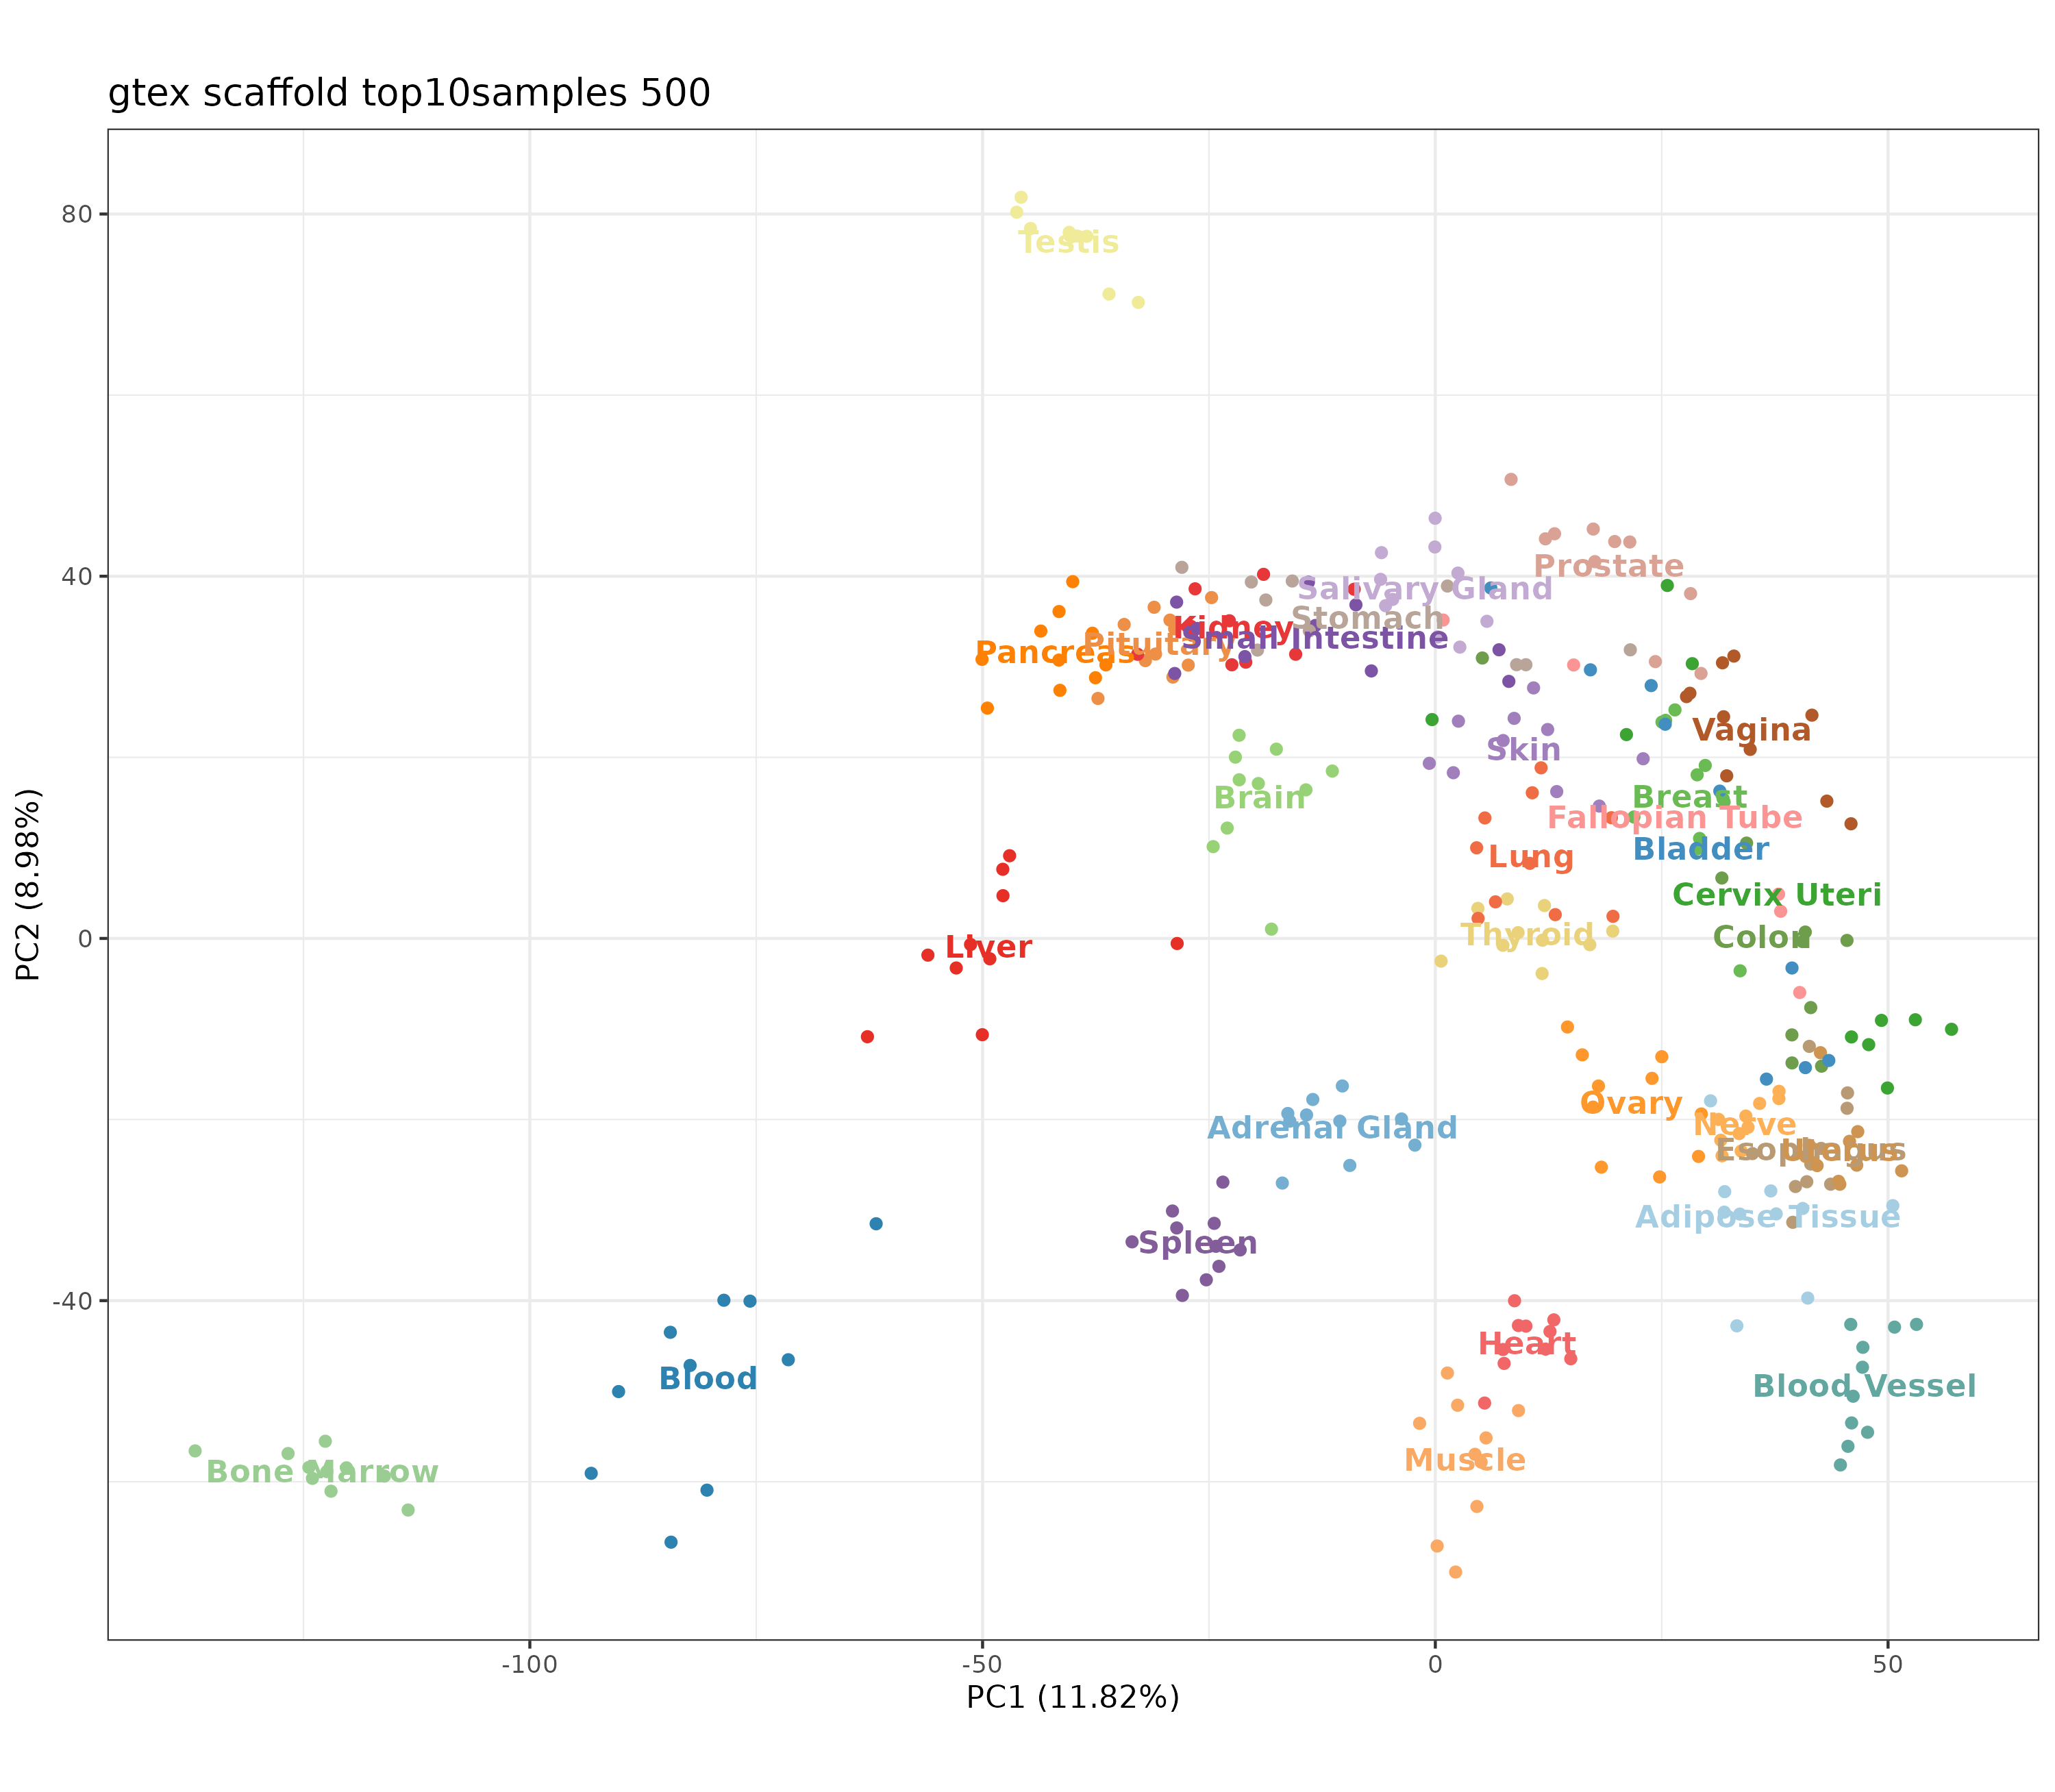 gtex scaffold top10samples 500
80
Testis
40
Prostate
Salivary Gland
Stomach
Kidney
Small Intestine
Pituitary
Pancreas
Vagina
Skin
Brain
Breast
Fallopian Tube
Bladder
Lung
Cervix Uteri
0
Thyroid
Colon
Liver
Ovary
Nerve
Adrenal Gland
Esophagus
Uterus
Adipose Tissue
Spleen
-40
Heart
Blood
Blood Vessel
Muscle
Bone Marrow
-100
-50
0
50
PC1 (11.82%)
PC2 (8.98%)